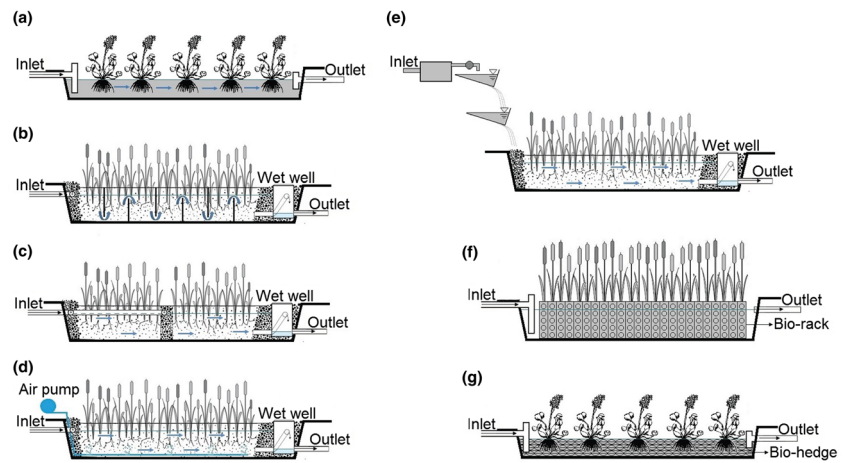 (a)
Inlet
Outlet
(b)
Inlet
Wet well
Outlet
(c)
Inlet
Wet well
Outlet
(d)
Air pump
Inlet
Wet well
Outlet
(e)
Inlet
Wet well
Outlet
(f)
Inlet
Outlet
Bio-rack
(g)
Inlet
Outlet
Bio-hedge